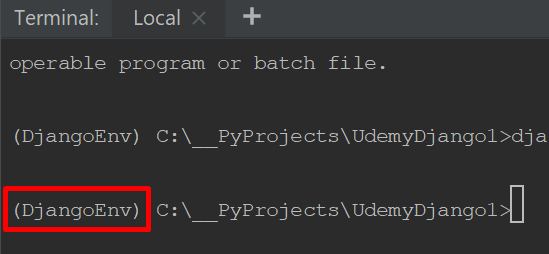 Terminal: Local × +
operable program or batch file.
(DjangoEnv) C:\__PyProjects\UdemyDjango1>dja
(DjangoEnv) C:\__PyProjects\UdemyDjango1>